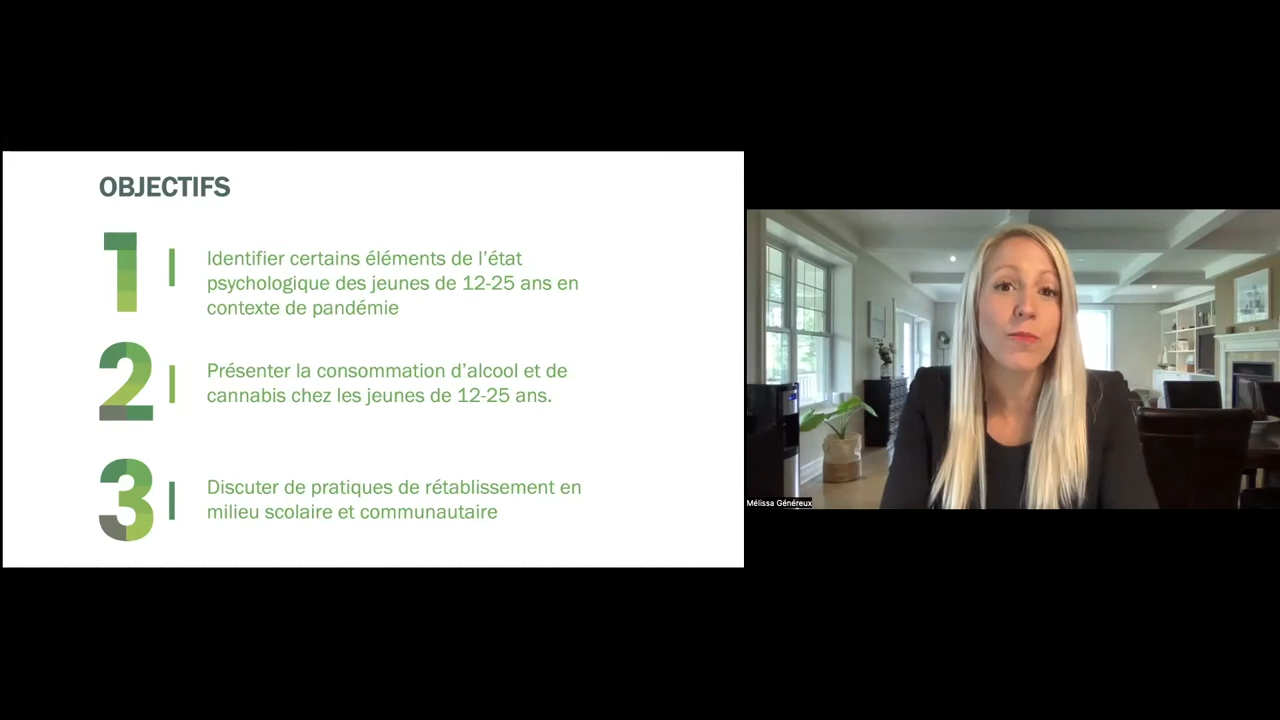 OBJECTIFS
1
Identifier certains éléments de l'état
psychologique des jeunes de 12-25 ans en
contexte de pandémie
2
Présenter la consommation d'alcool et de
cannabis chez les jeunes de 12-25 ans.
3
Discuter de pratiques de rétablissement en
milieu scolaire et communautaire
Mélissa Généreux